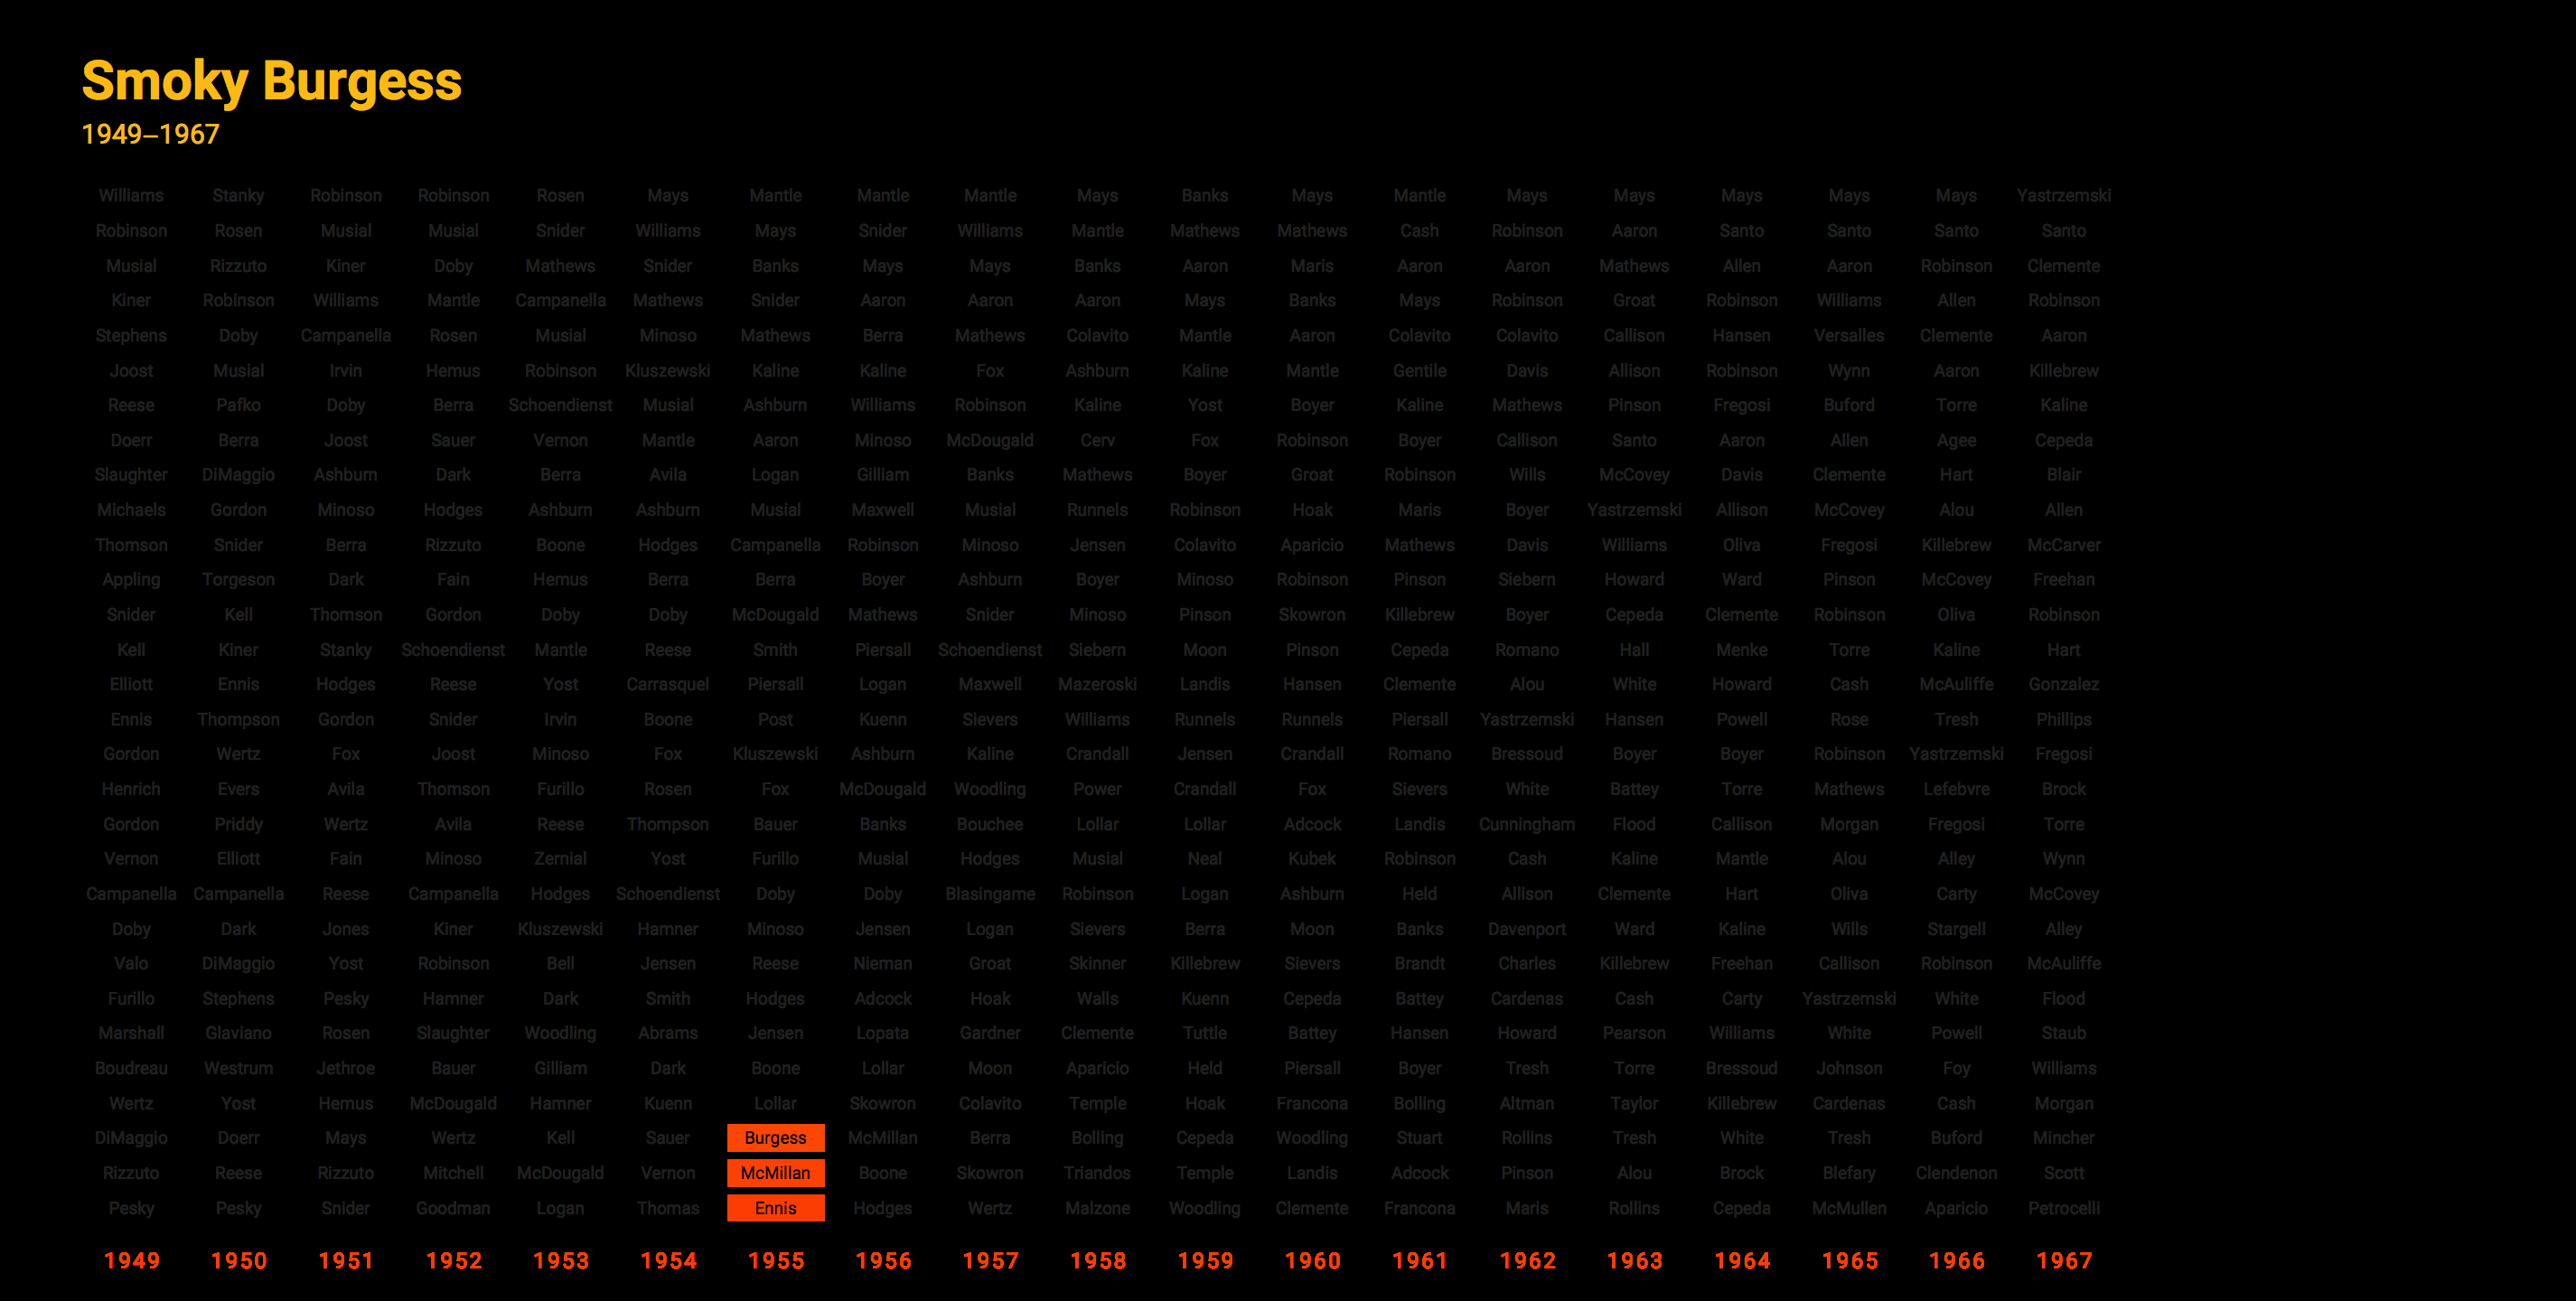 Smoky Burgess
1949–1967
Williams Stanky Robinson Robinson Rosen Mays Mantle Mantle Mantle Mays Banks Mays Mantle Mays Mays Mays Mays Mays Yastrzemski
Robinson Rosen Musial Musial Snider Williams Mays Snider Williams Mantle Mathews Mathews Cash Robinson Aaron Santo Santo Santo Santo
Musial Rizzuto Kiner Doby Mathews Snider Banks Mays Mays Banks Aaron Maris Aaron Aaron Mathews Allen Aaron Robinson Clemente
Kiner Robinson Williams Mantle Campanella Mathews Snider Aaron Aaron Aaron Mays Banks Mays Robinson Groat Robinson Williams Allen Robinson
Stephens Doby Campanella Rosen Musial Minoso Mathews Berra Mathews Colavito Mantle Aaron Colavito Colavito Callison Hansen Versalles Clemente Aaron
Joost Musial Irvin Hemus Robinson Kluszewski Kaline Kaline Fox Ashburn Kaline Mantle Gentile Davis Allison Robinson Wynn Aaron Killebrew
Reese Pafko Doby Berra Schoendienst Musial Ashburn Williams Robinson Kaline Yost Boyer Kaline Mathews Pinson Fregosi Buford Torre Kaline
Doerr Berra Joost Sauer Vernon Mantle Aaron Minoso McDougald Cerv Fox Robinson Boyer Callison Santo Aaron Allen Agee Cepeda
Slaughter DiMaggio Ashburn Dark Berra Avila Logan Gilliam Banks Mathews Boyer Groat Robinson Wills McCovey Davis Clemente Hart Blair
Michaels Gordon Minoso Hodges Ashburn Ashburn Musial Maxwell Musial Runnels Robinson Hoak Maris Boyer Yastrzemski Allison McCovey Alou Allen
Thomson Snider Berra Rizzuto Boone Hodges Campanella Robinson Minoso Jensen Colavito Aparicio Mathews Davis Williams Oliva Fregosi Killebrew McCarver
Appling Torgeson Dark Fain Hemus Berra Berra Boyer Ashburn Boyer Minoso Robinson Pinson Siebern Howard Ward Pinson McCovey Freehan
Snider Kell Thomson Gordon Doby Doby McDougald Mathews Snider Minoso Pinson Skowron Killebrew Boyer Cepeda Clemente Robinson Oliva Robinson
Kell Kiner Stanky Schoendienst Mantle Reese Smith Piersall Schoendienst Siebern Moon Pinson Cepeda Romano Hall Menke Torre Kaline Hart
Elliott Ennis Hodges Reese Yost Carrasquel Piersall Logan Maxwell Mazeroski Landis Hansen Clemente Alou White Howard Cash McAuliffe Gonzalez
Ennis Thompson Gordon Snider Irvin Boone Post Kuenn Sievers Williams Runnels Runnels Piersall Yastrzemski Hansen Powell Rose Tresh Phillips
Gordon Wertz Fox Joost Minoso Fox Kluszewski Ashburn Kaline Crandall Jensen Crandall Romano Bressoud Boyer Boyer Robinson Yastrzemski Fregosi
Henrich Evers Avila Thomson Furillo Rosen Fox McDougald Woodling Power Crandall Fox Sievers White Battey Torre Mathews Lefebvre Brock
Gordon Priddy Wertz Avila Reese Thompson Bauer Banks Bouchee Lollar Lollar Adcock Landis Cunningham Flood Callison Morgan Fregosi Torre
Vernon Elliott Fain Minoso Zernial Yost Furillo Musial Hodges Musial Neal Kubek Robinson Cash Kaline Mantle Alou Alley Wynn
Campanella Campanella Reese Campanella Hodges Schoendienst Doby Doby Blasingame Robinson Logan Ashburn Held Allison Clemente Hart Oliva Carty McCovey
Doby Dark Jones Kiner Kluszewski Hamner Minoso Jensen Logan Sievers Berra Moon Banks Davenport Ward Kaline Wills Stargell Alley
Valo DiMaggio Yost Robinson Bell Jensen Reese Nieman Groat Skinner Killebrew Sievers Brandt Charles Killebrew Freehan Callison Robinson McAuliffe
Furillo Stephens Pesky Hamner Dark Smith Hodges Adcock Hoak Walls Kuenn Cepeda Battey Cardenas Cash Carty Yastrzemski White Flood
Marshall Glaviano Rosen Slaughter Woodling Abrams Jensen Lopata Gardner Clemente Tuttle Battey Hansen Howard Pearson Williams White Powell Staub
Boudreau Westrum Jethroe Bauer Gilliam Dark Boone Lollar Moon Aparicio Held Piersall Boyer Tresh Torre Bressoud Johnson Foy Williams
Wertz Yost Hemus McDougald Hamner Kuenn Lollar Skowron Colavito Temple Hoak Francona Bolling Altman Taylor Killebrew Cardenas Cash Morgan
DiMaggio Doerr Mays Wertz Kell Sauer Burgess McMillan Berra Bolling Cepeda Woodling Stuart Rollins Tresh White Tresh Buford Mincher
Rizzuto Reese Rizzuto Mitchell McDougald Vernon McMillan Boone Skowron Triandos Temple Landis Adcock Pinson Alou Brock Blefary Clendenon Scott
Pesky Pesky Snider Goodman Logan Thomas Ennis Hodges Wertz Malzone Woodling Clemente Francona Maris Rollins Cepeda McMullen Aparicio Petrocelli
1949 1950 1951 1952 1953 1954 1955 1956 1957 1958 1959 1960 1961 1962 1963 1964 1965 1966 1967